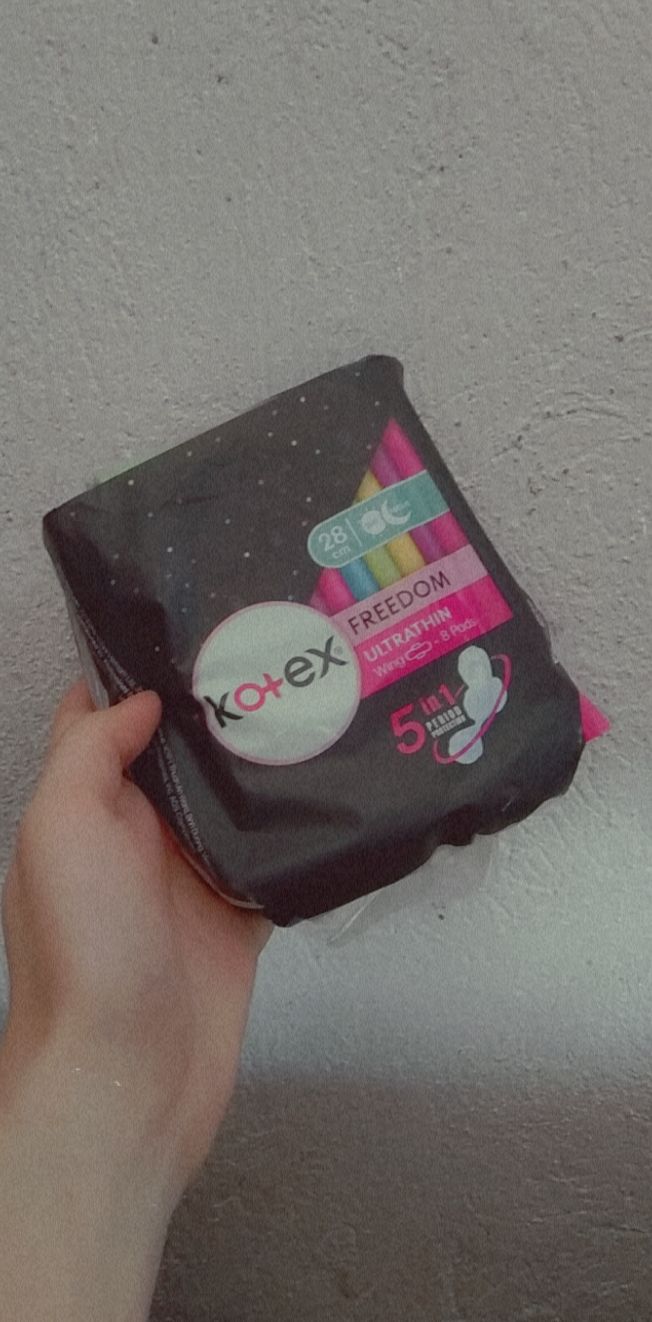 28
cm
FREEDOM
ULTRATHIN
Wing - 8 Pads
kotex®
5 in 1
PERIOD
PROTECTION